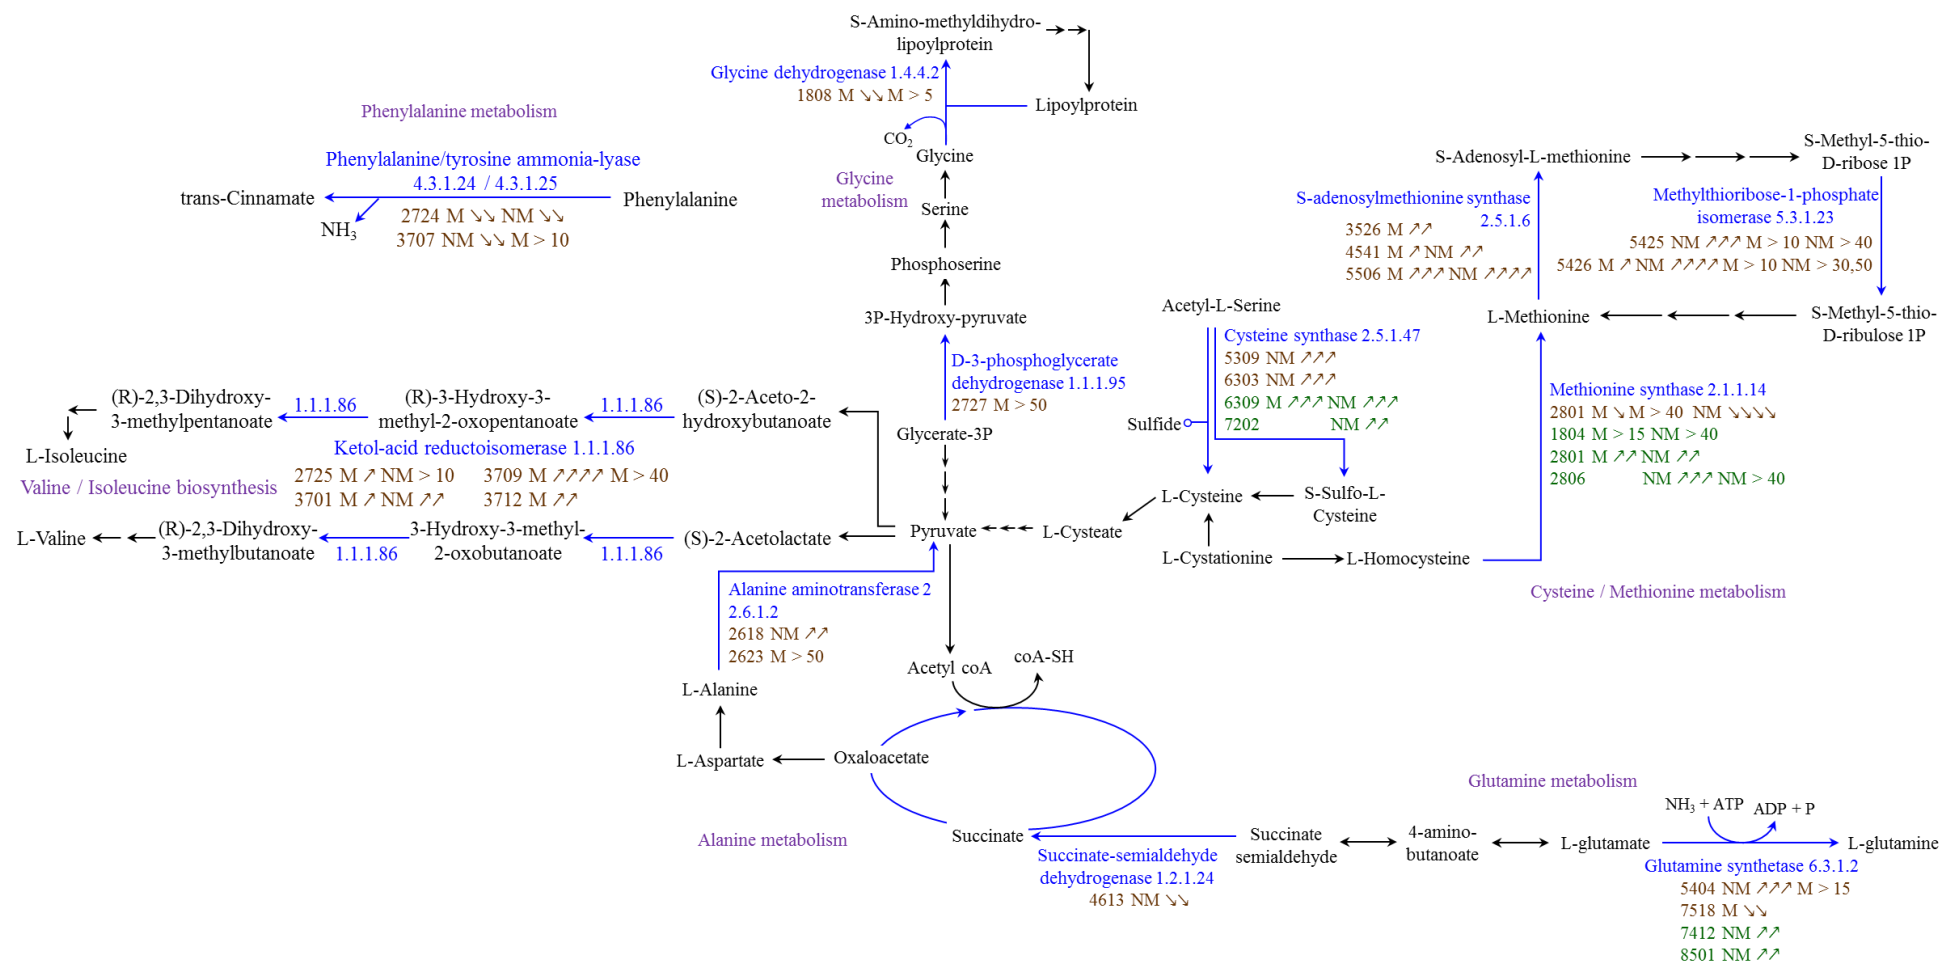 S-Amino-methyldihydro-
lipoylprotein
Glycine dehydrogenase 1.4.4.2
1808 M ↘↘ M > 5
Lipoylprotein
CO2
Glycine
Glycine
metabolism
Serine
Phosphoserine
3P-Hydroxy-pyruvate
D-3-phosphoglycerate
dehydrogenase 1.1.1.95
2727 M > 50
Glycerate-3P
Phenylalanine metabolism
Phenylalanine/tyrosine ammonia-lyase
4.3.1.24 / 4.3.1.25
trans-Cinnamate
Phenylalanine
NH3
2724 M ↘↘ NM ↘↘
3707 NM ↘↘ M > 10
S-Adenosyl-L-methionine
S-Methyl-5-thio-
D-ribose 1P
S-adenosylmethionine synthase
2.5.1.6
3526 M ↗↗
4541 M ↗ NM ↗↗
5506 M ↗↗↗ NM ↗↗↗↗
Methylthioribose-1-phosphate
isomerase 5.3.1.23
5425 NM ↗↗↗ M > 10 NM > 40
5426 M ↗ NM ↗↗↗↗ M > 10 NM > 30,50
L-Methionine
S-Methyl-5-thio-
D-ribulose 1P
Acetyl-L-Serine
Cysteine synthase 2.5.1.47
5309 NM ↗↗↗
6303 NM ↗↗↗
6309 M ↗↗↗ NM ↗↗↗
7202 NM ↗↗
Sulfide
Methionine synthase 2.1.1.14
2801 M ↘ M > 40 NM ↘↘↘↘
1804 M > 15 NM > 40
2801 M ↗↗ NM ↗↗
2806 NM ↗↗↗ NM > 40
L-Cysteine
S-Sulfo-L-
Cysteine
L-Cysteate
L-Cystationine
L-Homocysteine
Cysteine / Methionine metabolism
(R)-2,3-Dihydroxy-
3-methylpentanoate
1.1.1.86
(R)-3-Hydroxy-3-
methyl-2-oxopentanoate
1.1.1.86
(S)-2-Aceto-2-
hydroxybutanoate
L-Isoleucine
Ketol-acid reductoisomerase 1.1.1.86
Valine / Isoleucine biosynthesis
2725 M ↗ NM > 10
3709 M ↗↗↗↗ M > 40
3701 M ↗ NM ↗↗
3712 M ↗↗
L-Valine
(R)-2,3-Dihydroxy-
3-methylbutanoate
1.1.1.86
3-Hydroxy-3-methyl-
2-oxobutanoate
1.1.1.86
(S)-2-Acetolactate
Pyruvate
Alanine aminotransferase 2
2.6.1.2
2618 NM ↗↗
2623 M > 50
L-Alanine
Acetyl coA
coA-SH
L-Aspartate
Oxaloacetate
Alanine metabolism
Succinate
Succinate-semialdehyde
dehydrogenase 1.2.1.24
4613 NM ↘↘
Succinate
semialdehyde
4-amino-
butanoate
Glutamine metabolism
NH3 + ATP
ADP + P
L-glutamate
L-glutamine
Glutamine synthetase 6.3.1.2
5404 NM ↗↗↗ M > 15
7518 M ↘↘
7412 NM ↗↗
8501 NM ↗↗